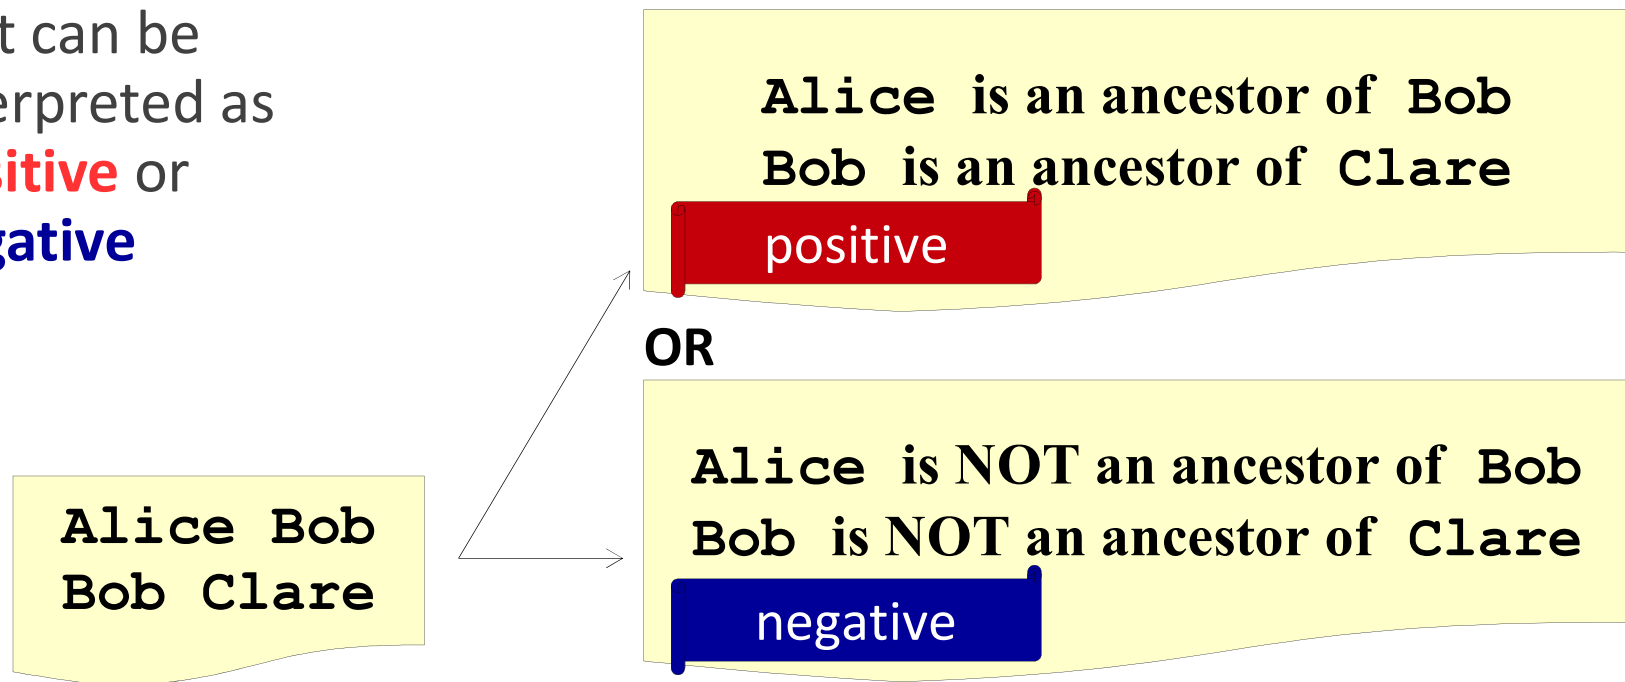 t can be
erpreted as
sitive or
gative
Alice is an ancestor of Bob
Bob is an ancestor of Clare
positive
OR
Alice is NOT an ancestor of Bob
Bob is NOT an ancestor of Clare
negative
Alice Bob
Bob Clare